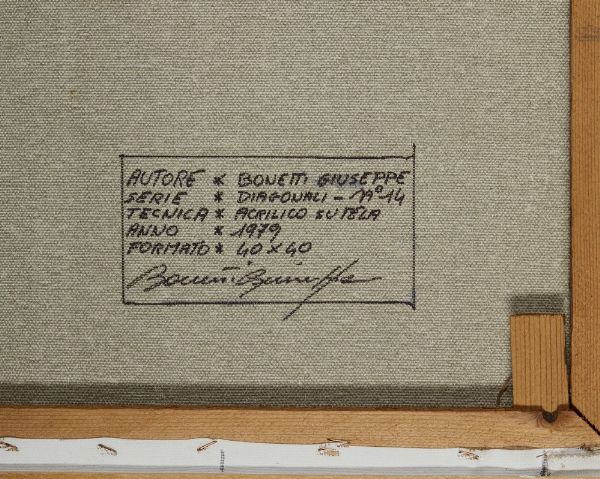 AUTORE * BONETTI GIUSEPPE
SERIE * DIAGONALI - N° 14
TECNICA * ACRILICO SU TELA
ANNO * 1979
FORMATO * 40 x 40
Bonetti Giuseppe